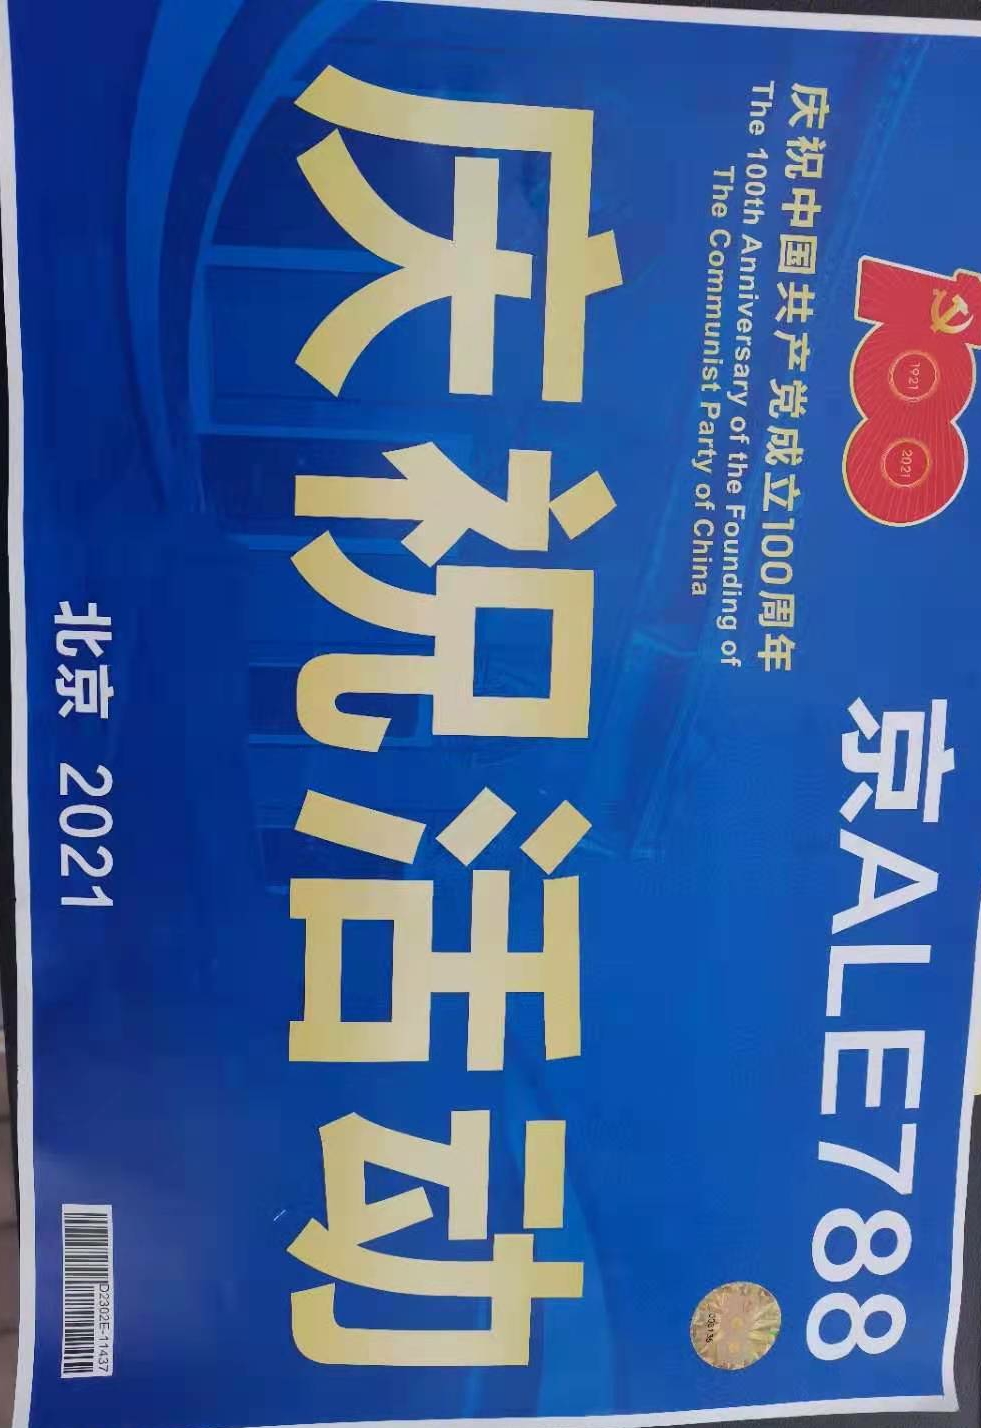 1921
2021
京ALE788
庆祝中国共产党成立100周年
The 100th Anniversary of the Founding of
The Communist Party of China
庆祝活动
北京 2021
D2302E-11437